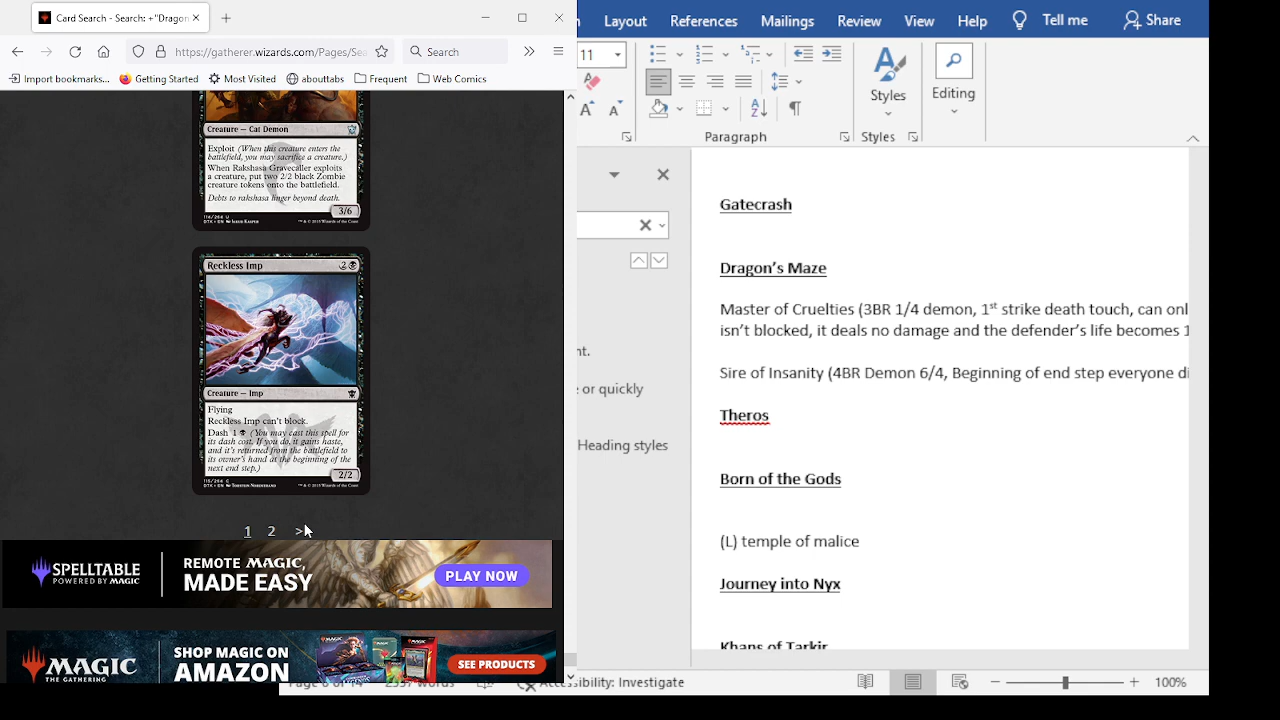 Card Search - Search: +"Dragon
https://gatherer.wizards.com/Pages/Sea
Search
Import bookmarks...
Getting Started
Most Visited
abouttabs
Frequent
Web Comics
Creature — Cat Demon
Exploit (When this creature enters the
battlefield, you may sacrifice a creature.)
When Rakshasa Gravecaller exploits
a creature, put two 2/2 black Zombie
creature tokens onto the battlefield.
Debts to rakshasa linger beyond death.
3/6
Reckless Imp 2
Creature — Imp
Flying
Reckless Imp can't block.
Dash 1 (You may cast this spell for
its dash cost. If you do, it gains haste,
and it's returned from the battlefield to
its owner's hand at the beginning of the
next end step.)
2/2
1 2 >
SPELLTABLE
POWERED BY MAGIC
REMOTE MAGIC,
MADE EASY
PLAY NOW
MAGIC
THE GATHERING
SHOP MAGIC ON
AMAZON
SEE PRODUCTS
n Layout References Mailings Review View Help Tell me Share
11
Styles
Editing
Paragraph
Styles
nt.
e or quickly
Heading styles
Gatecrash
Dragon's Maze
Master of Cruelties (3BR 1/4 demon, 1st strike death touch, can onl
isn't blocked, it deals no damage and the defender's life becomes 1
Sire of Insanity (4BR Demon 6/4, Beginning of end step everyone di
Theros
Born of the Gods
(L) temple of malice
Journey into Nyx
Khans of Tarkir
Accessibility: Investigate
100%